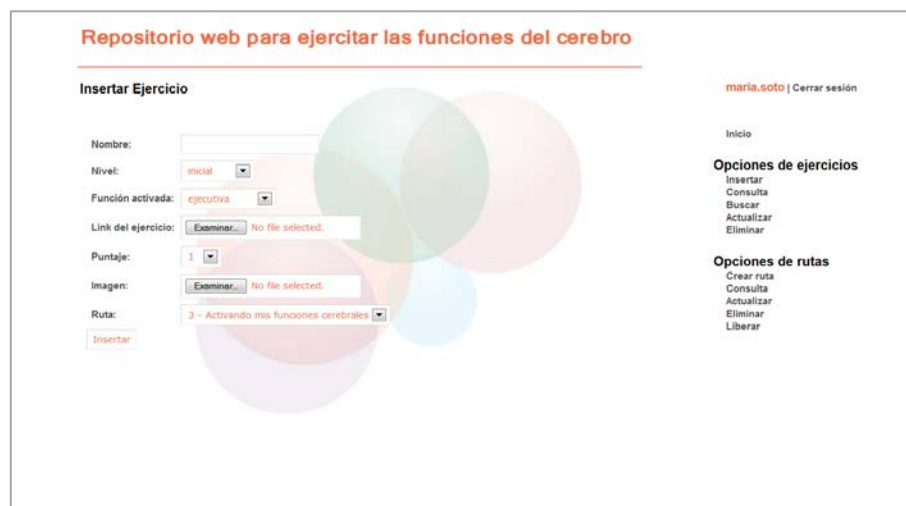 Repositorio web para ejercitar las funciones del cerebro
Insertar Ejercicio
maria.soto | Cerrar sesión
Inicio
Nombre:
Nivel: inicial
Función activada: ejecutiva
Link del ejercicio: Examinar... No file selected.
Puntaje: 1
Imagen: Examinar... No file selected.
Ruta: 3 - Activando mis funciones cerebrales
Insertar
Opciones de ejercicios
Insertar
Consulta
Buscar
Actualizar
Eliminar
Opciones de rutas
Crear ruta
Consulta
Actualizar
Eliminar
Liberar